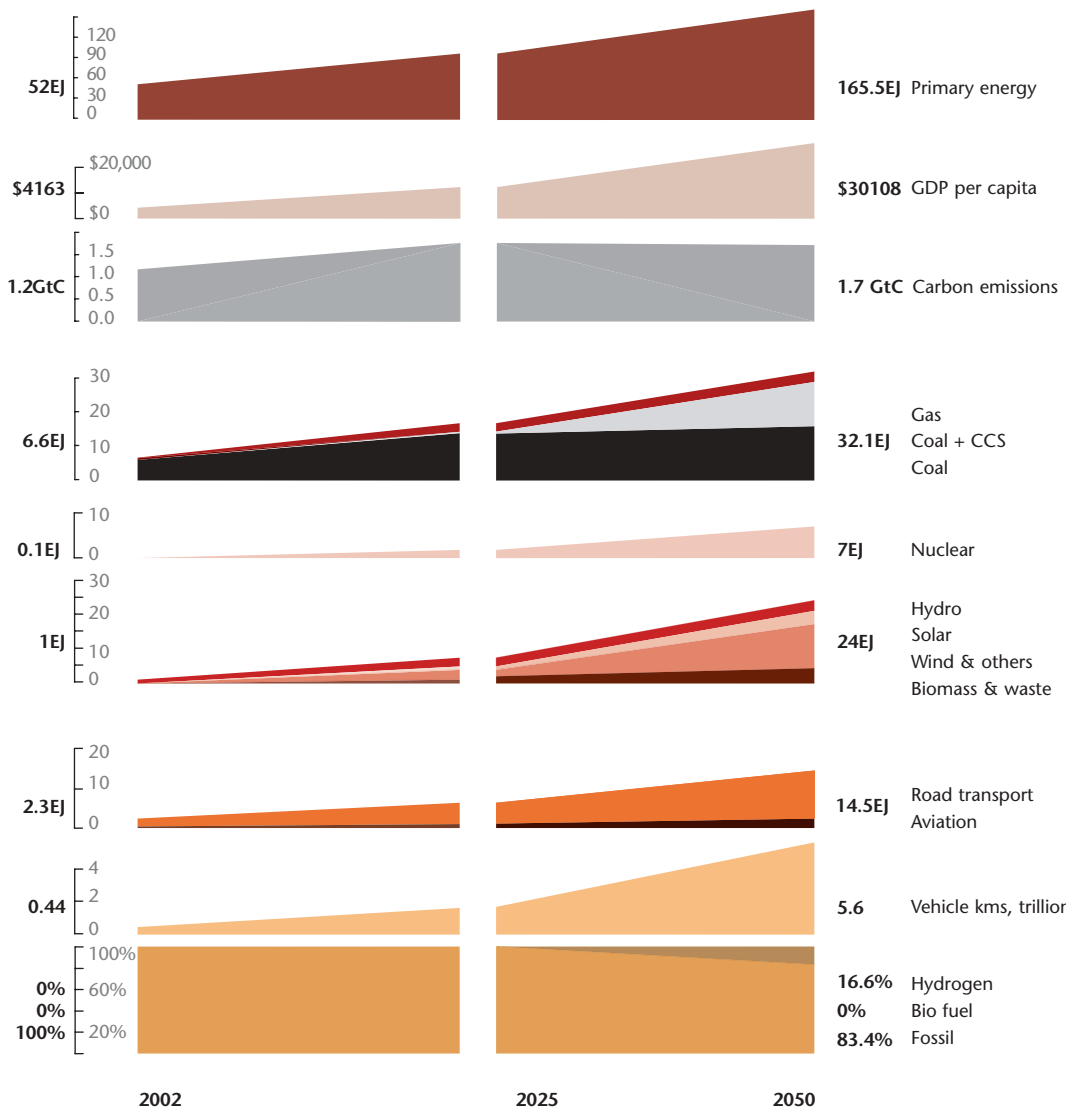 120
90
60
30
0
52EJ
165.5EJ Primary energy
$20,000
$0
$4163
$30108 GDP per capita
1.5
1.0
0.5
0.0
1.2GtC
1.7 GtC Carbon emissions
30
20
10
0
6.6EJ
32.1EJ
Gas
Coal + CCS
Coal
10
0
0.1EJ
7EJ Nuclear
30
20
10
0
1EJ
24EJ
Hydro
Solar
Wind & others
Biomass & waste
20
10
0
2.3EJ
14.5EJ
Road transport
Aviation
4
2
0
0.44
5.6 Vehicle kms, trillior
100%
60%
20%
0%
0%
100%
16.6% Hydrogen
0% Bio fuel
83.4% Fossil
2002 2025 2050